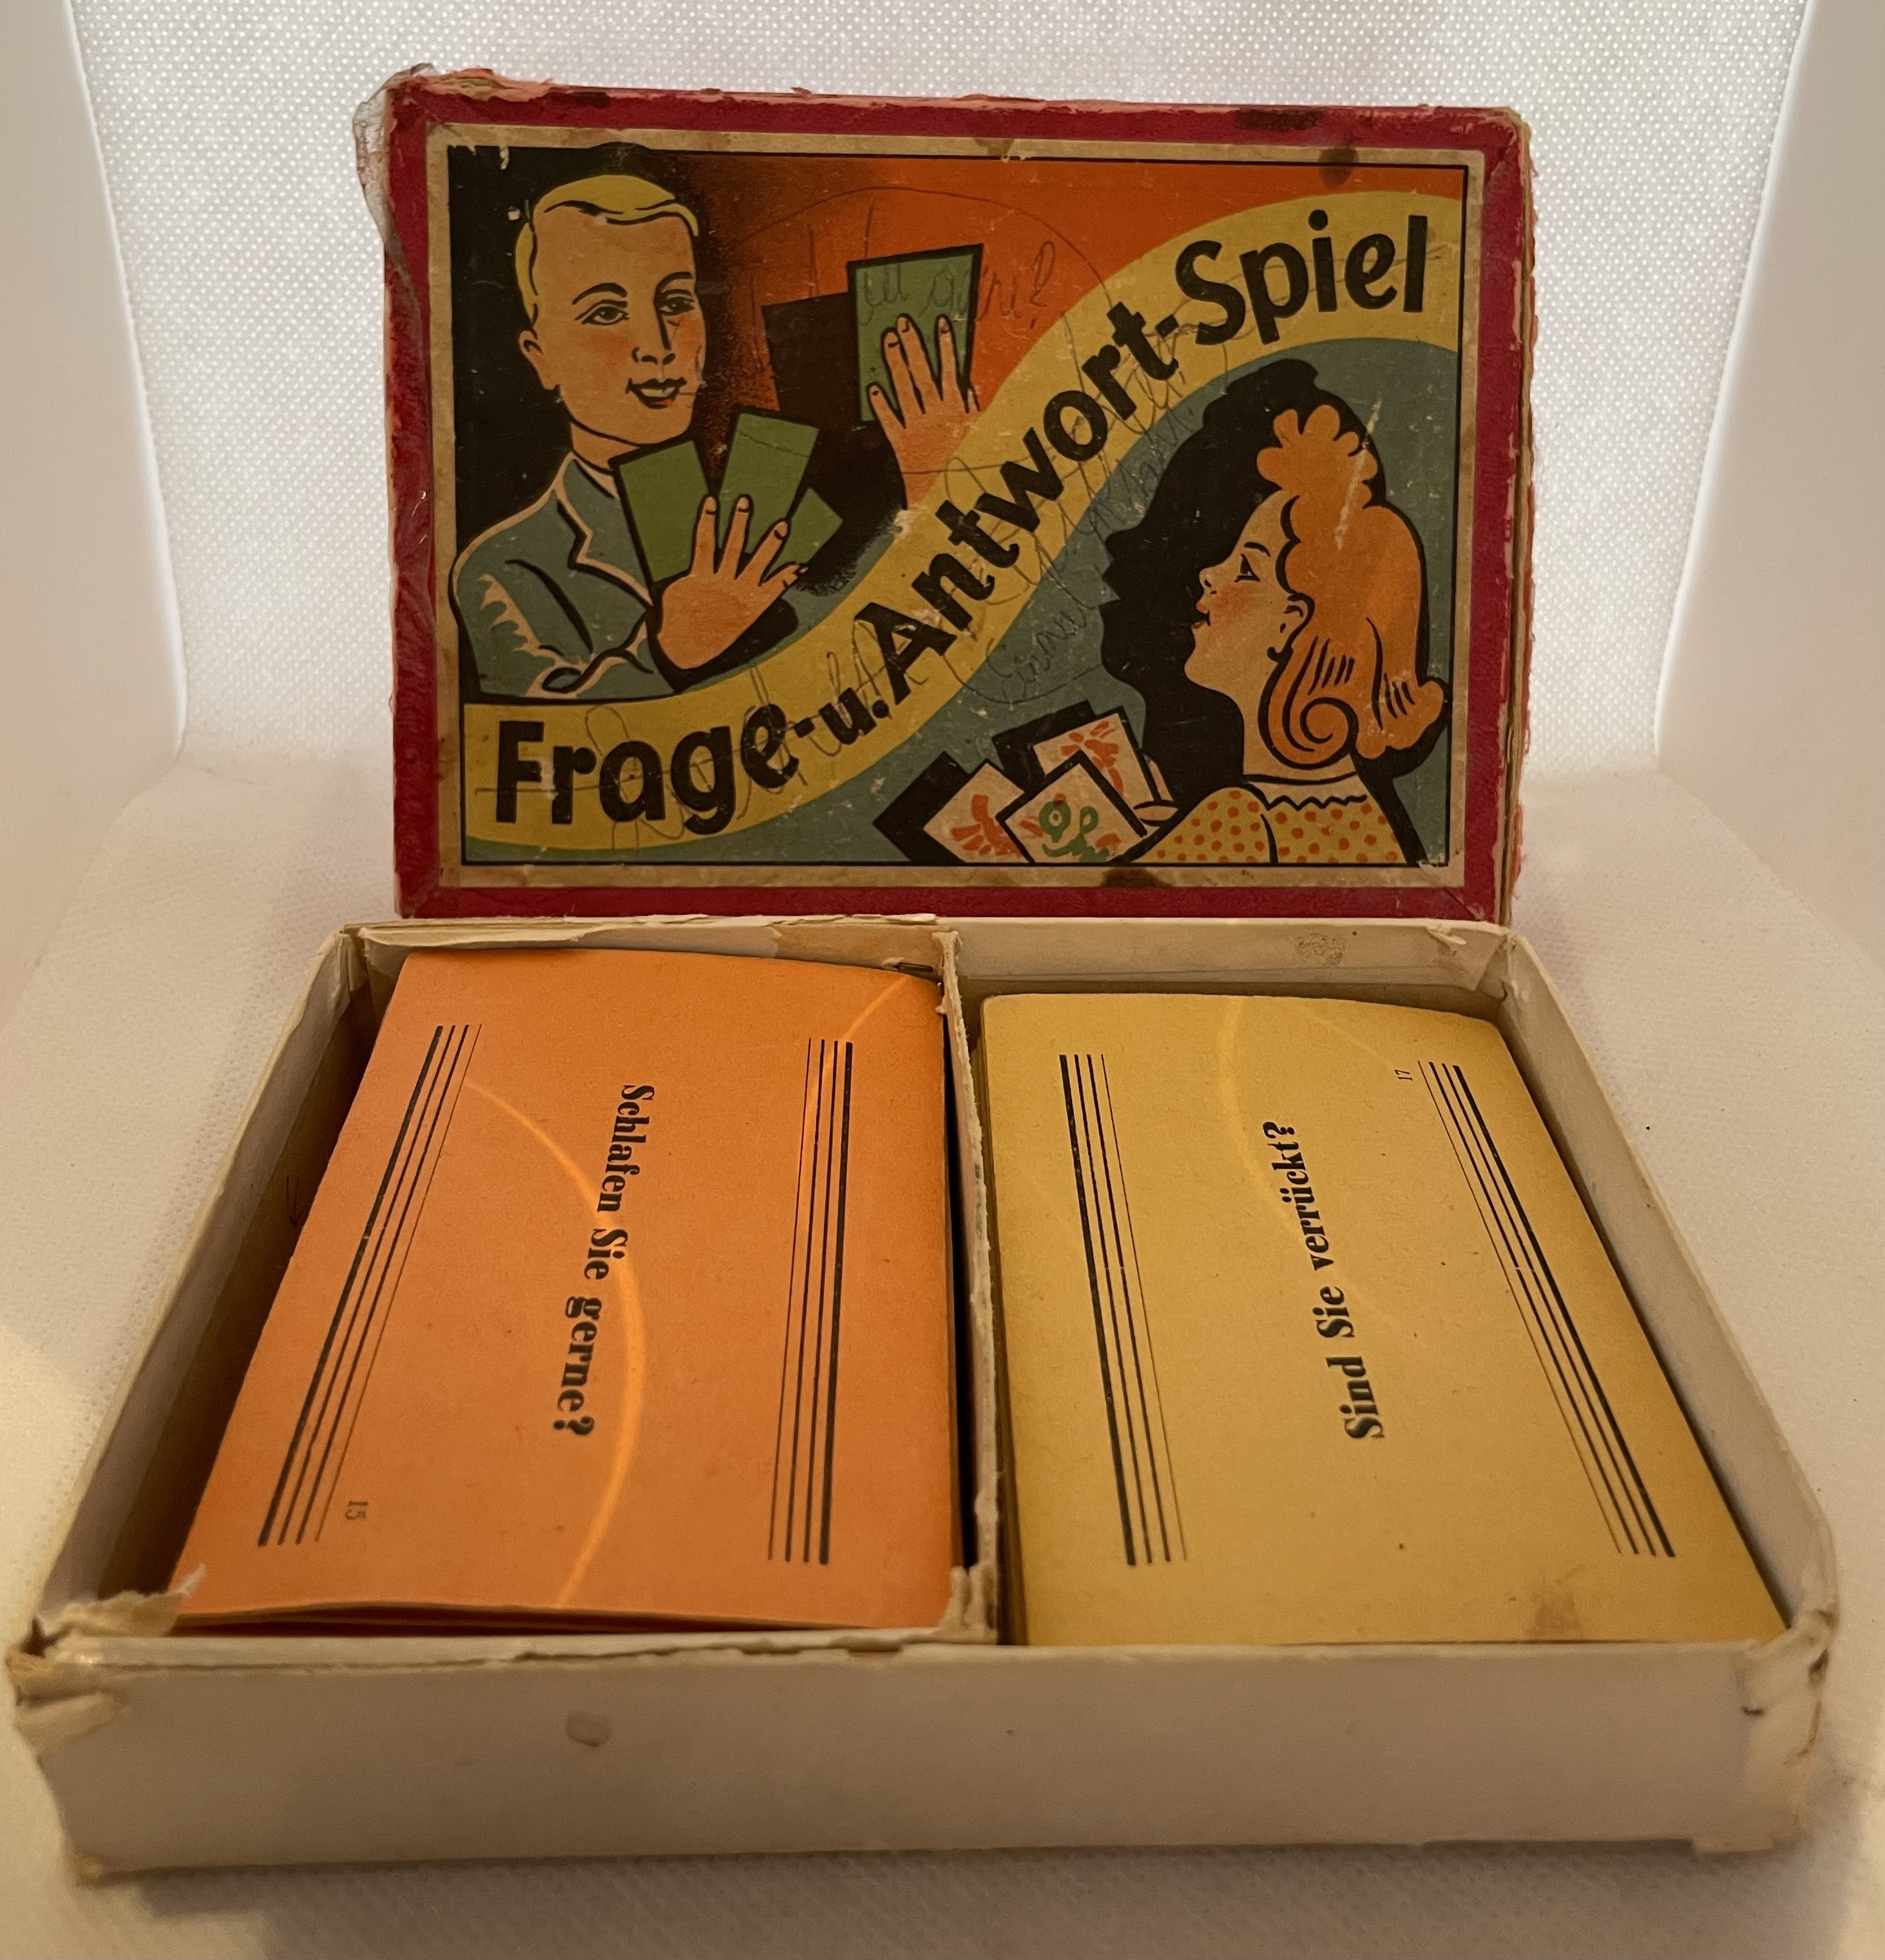 Frage-u. Antwort-Spiel
Schlafen Sie gerne?
15
Sind Sie verrückt?
17